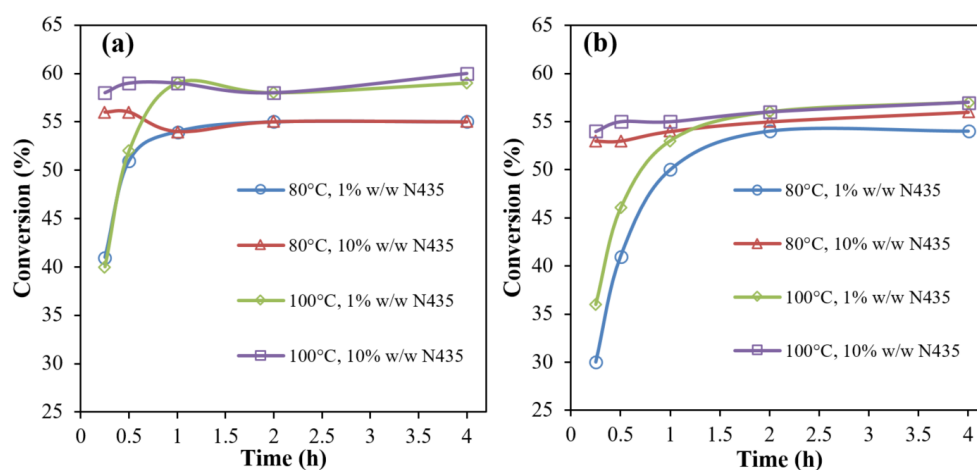 (a)
Conversion (%)
65
60
55
50
45
40
35
30
25
80°C, 1% w/w N435
80°C, 10% w/w N435
100°C, 1% w/w N435
100°C, 10% w/w N435
0 0.5 1 1.5 2 2.5 3 3.5 4
Time (h)
(b)
Conversion (%)
65
60
55
50
45
40
35
30
25
80°C, 1% w/w N435
80°C, 10% w/w N435
100°C, 1% w/w N435
100°C, 10% w/w N435
0 0.5 1 1.5 2 2.5 3 3.5 4
Time (h)